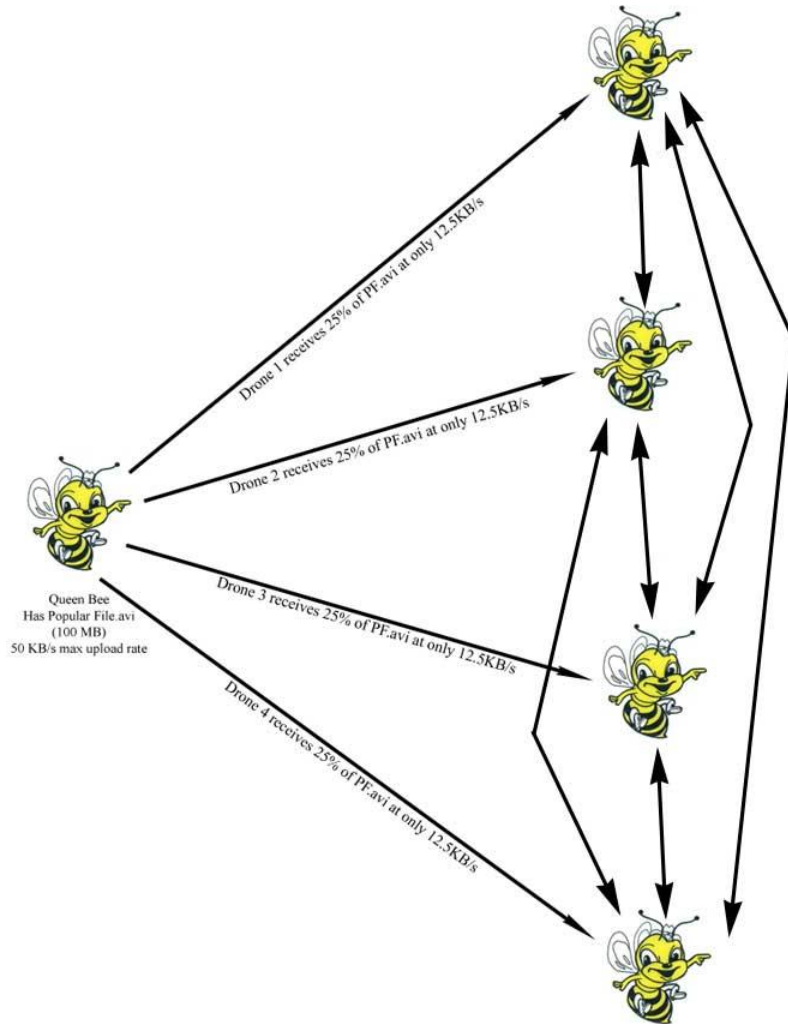 Drone 1 receives 25% of PF.avi at only 12.5KB/s
Drone 2 receives 25% of PF.avi at only 12.5KB/s
Queen Bee
Has Popular File.avi
(100 MB)
50 KB/s max upload rate
Drone 3 receives 25% of PF.avi at only 12.5KB/s
Drone 4 receives 25% of PF.avi at only 12.5KB/s